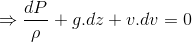 ⇒ dP/ρ + g.dz + v.dv = 0